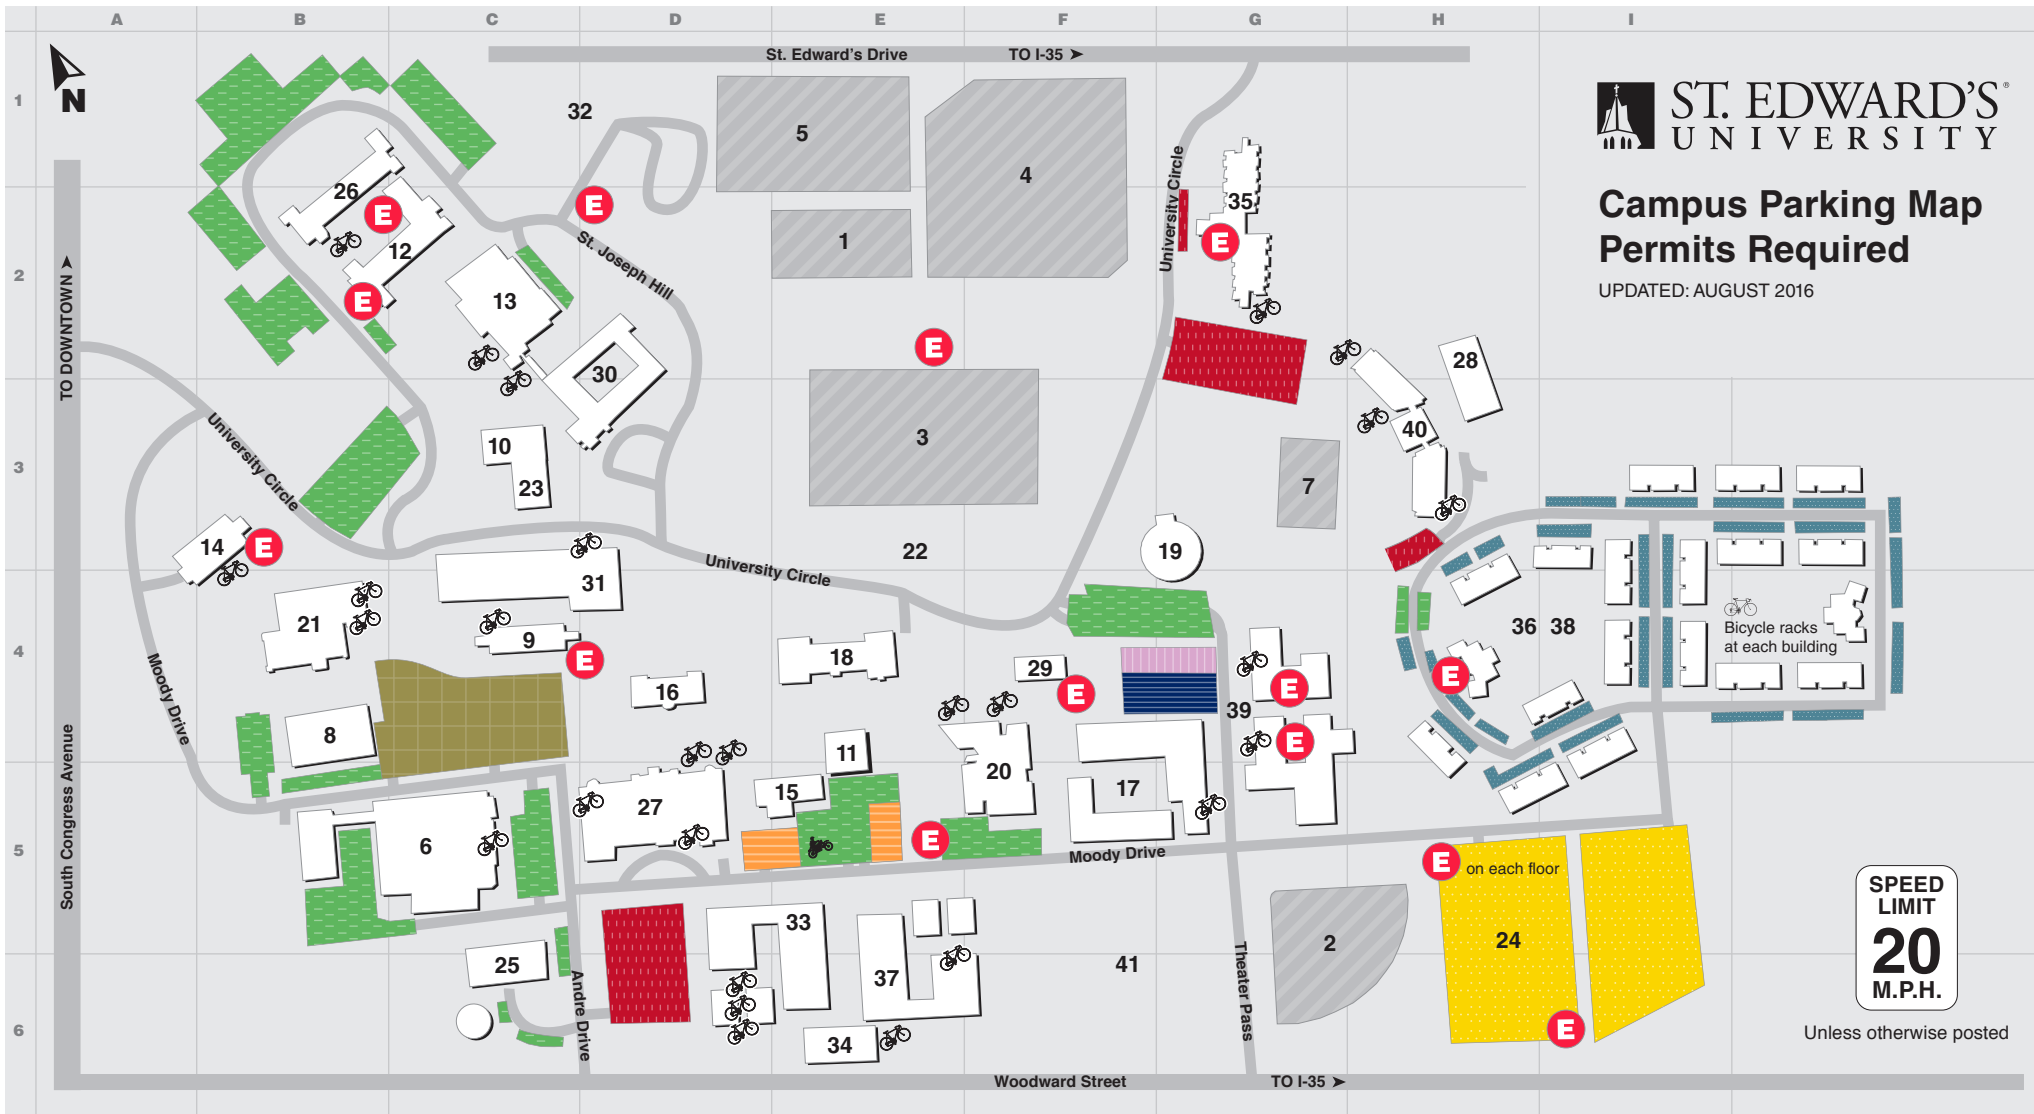 A B C D E F G H I
St. Edward's Drive TO I-35
1
2
3
4
5
6
N
ST. EDWARD'S®
UNIVERSITY
Campus Parking Map
Permits Required
UPDATED: AUGUST 2016
TO DOWNTOWN
South Congress Avenue
32
5
4
1
35
26
E
E
12
E
E
13
St. Joseph Hill
University Circle
E
30
28
3
40
10
23
7
University Circle
14
E
22
19
University Circle
31
21
9
E
18
29
E
16
E
39
E
36 38
E
Bicycle racks
at each building
Moody Drive
8
11
20
17
15
27
6
E
Moody Drive
E on each floor
24
E
33
2
25
37
41
34
Andre Drive
Theater Pass
SPEED
LIMIT
20
M.P.H.
Unless otherwise posted
Woodward Street TO I-35